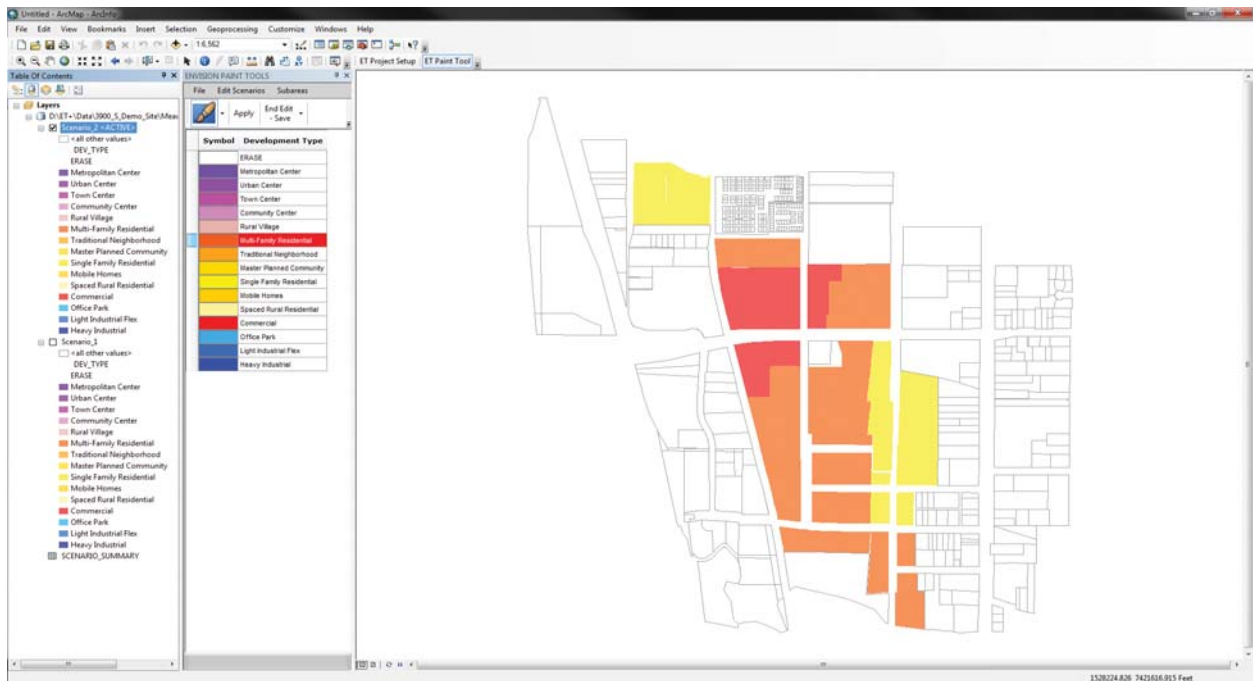 Untitled - ArcMap - ArcInfo
File Edit View Bookmarks Insert Selection Geoprocessing Customize Windows Help
1:6,562
ET Project Setup ET Paint Tool
Table Of Contents
Layers
D:\ET+\Data\3900_S_Demo_Site\Mea
Scenario_2 <ACTIVE>
<all other values>
DEV_TYPE
ERASE
Metropolitan Center
Urban Center
Town Center
Community Center
Rural Village
Multi-Family Residential
Traditional Neighborhood
Master Planned Community
Single Family Residential
Mobile Homes
Spaced Rural Residential
Commercial
Office Park
Light Industrial Flex
Heavy Industrial
Scenario_1
<all other values>
DEV_TYPE
ERASE
Metropolitan Center
Urban Center
Town Center
Community Center
Rural Village
Multi-Family Residential
Traditional Neighborhood
Master Planned Community
Single Family Residential
Mobile Homes
Spaced Rural Residential
Commercial
Office Park
Light Industrial Flex
Heavy Industrial
SCENARIO_SUMMARY
ENVISION PAINT TOOLS
File Edit Scenarios Subareas
Apply End Edit
- Save
Symbol Development Type
ERASE
Metropolitan Center
Urban Center
Town Center
Community Center
Rural Village
Multi-Family Residential
Traditional Neighborhood
Master Planned Community
Single Family Residential
Mobile Homes
Spaced Rural Residential
Commercial
Office Park
Light Industrial Flex
Heavy Industrial
1528224.826 7421616.915 Feet